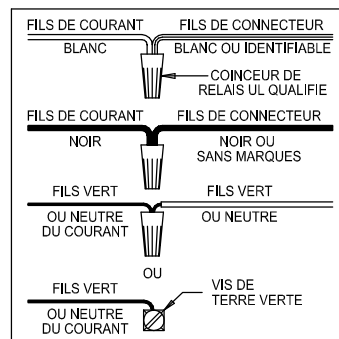 FILS DE COURANT FILS DE CONNECTEUR
BLANC BLANC OU IDENTIFIABLE
COINCEUR DE
RELAIS UL QUALIFIE
FILS DE COURANT FILS DE CONNECTEUR
NOIR NOIR OU
SANS MARQUES
FILS VERT FILS VERT
OU NEUTRE OU NEUTRE
DU COURANT
OU
FILS VERT VIS DE
TERRE VERTE
OU NEUTRE
DU COURANT